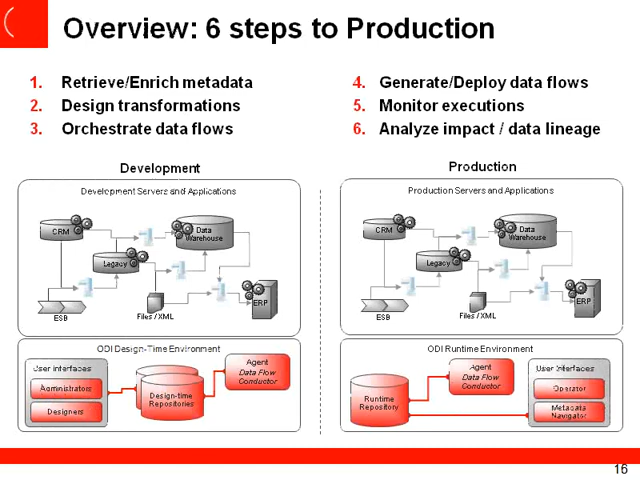 Overview: 6 steps to Production
1. Retrieve/Enrich metadata
2. Design transformations
3. Orchestrate data flows
4. Generate/Deploy data flows
5. Monitor executions
6. Analyze impact / data lineage
Development
Development Servers and Applications
CRM
Data
Warehouse
Legacy
ERP
ESB
Files / XML
ODI Design-Time Environment
User Interfaces
Administrators
Designers
Design-time
Repositories
Agent
Data Flow
Conductor
Production
Production Servers and Applications
CRM
Data
Warehouse
Legacy
ERP
ESB
Files / XML
ODI Runtime Environment
Runtime
Repository
Agent
Data Flow
Conductor
User Interfaces
Operator
Metadata
Navigator
16